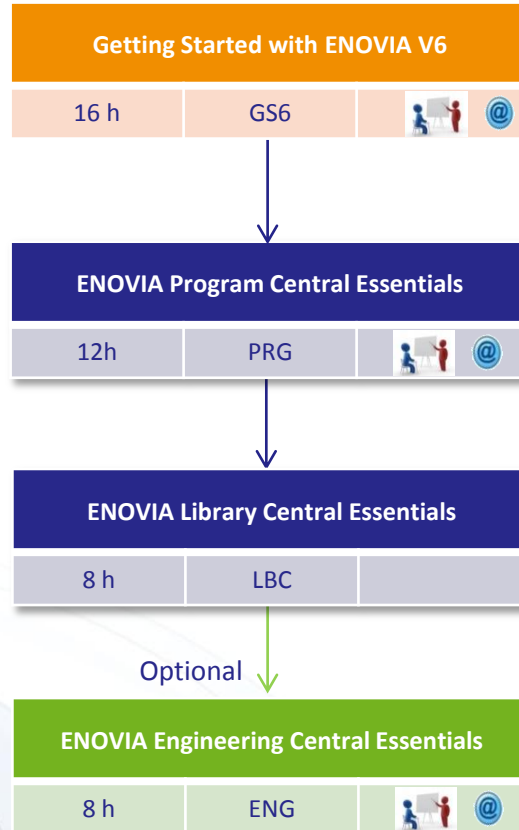 Getting Started with ENOVIA V6
16 h GS6 @
ENOVIA Program Central Essentials
12h PRG @
ENOVIA Library Central Essentials
8 h LBC
Optional
ENOVIA Engineering Central Essentials
8 h ENG @